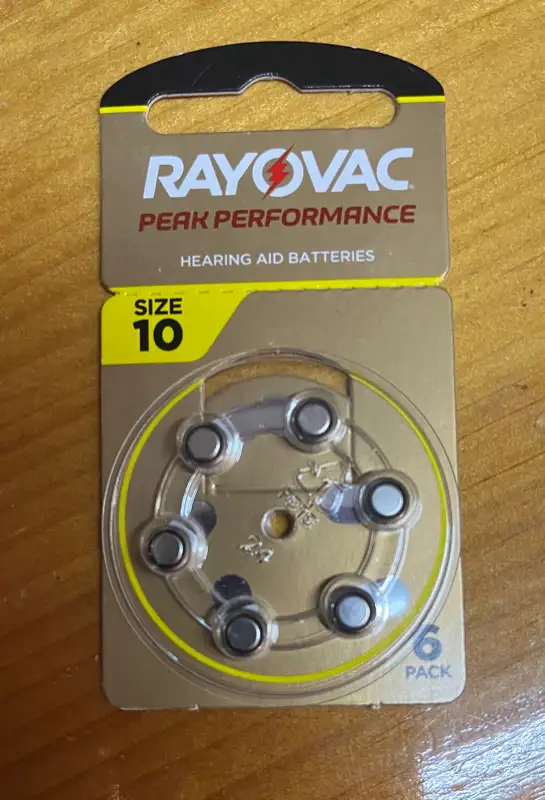 RAYOVAC
PEAK PERFORMANCE
HEARING AID BATTERIES
SIZE
10
6
PACK